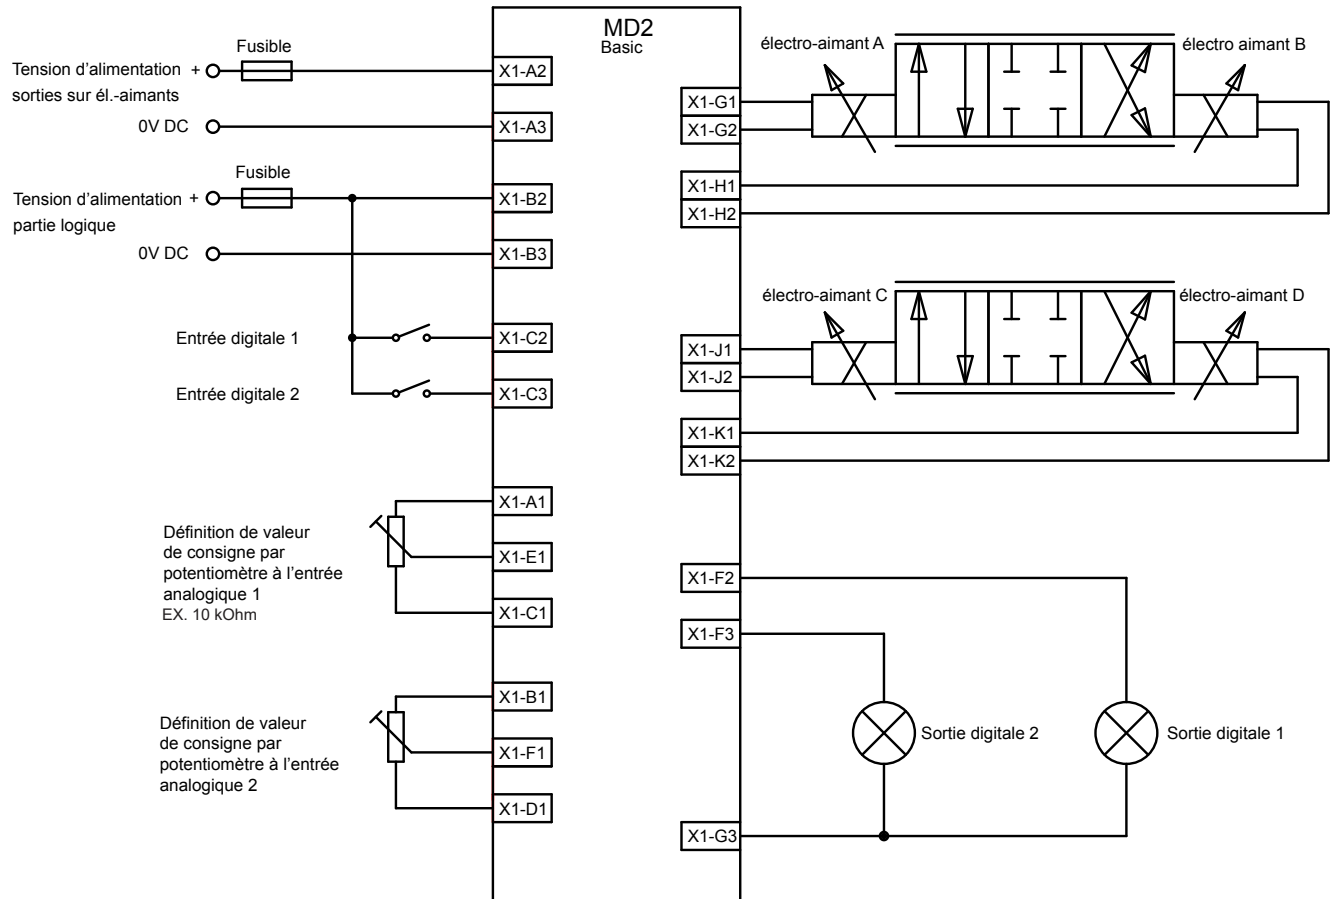 MD2
Basic
Fusible
Tension d’alimentation +
sorties sur él.-aimants
X1-A2
0V DC
X1-A3
Fusible
Tension d’alimentation +
partie logique
X1-B2
0V DC
X1-B3
Entrée digitale 1
X1-C2
Entrée digitale 2
X1-C3
X1-A1
Définition de valeur
de consigne par
potentiomètre à l’entrée
analogique 1
EX. 10 kOhm
X1-E1
X1-C1
X1-B1
Définition de valeur
de consigne par
potentiomètre à l’entrée
analogique 2
X1-F1
X1-D1
électro-aimant A
électro aimant B
X1-G1
X1-G2
X1-H1
X1-H2
électro-aimant C
électro-aimant D
X1-J1
X1-J2
X1-K1
X1-K2
X1-F2
X1-F3
Sortie digitale 2
Sortie digitale 1
X1-G3